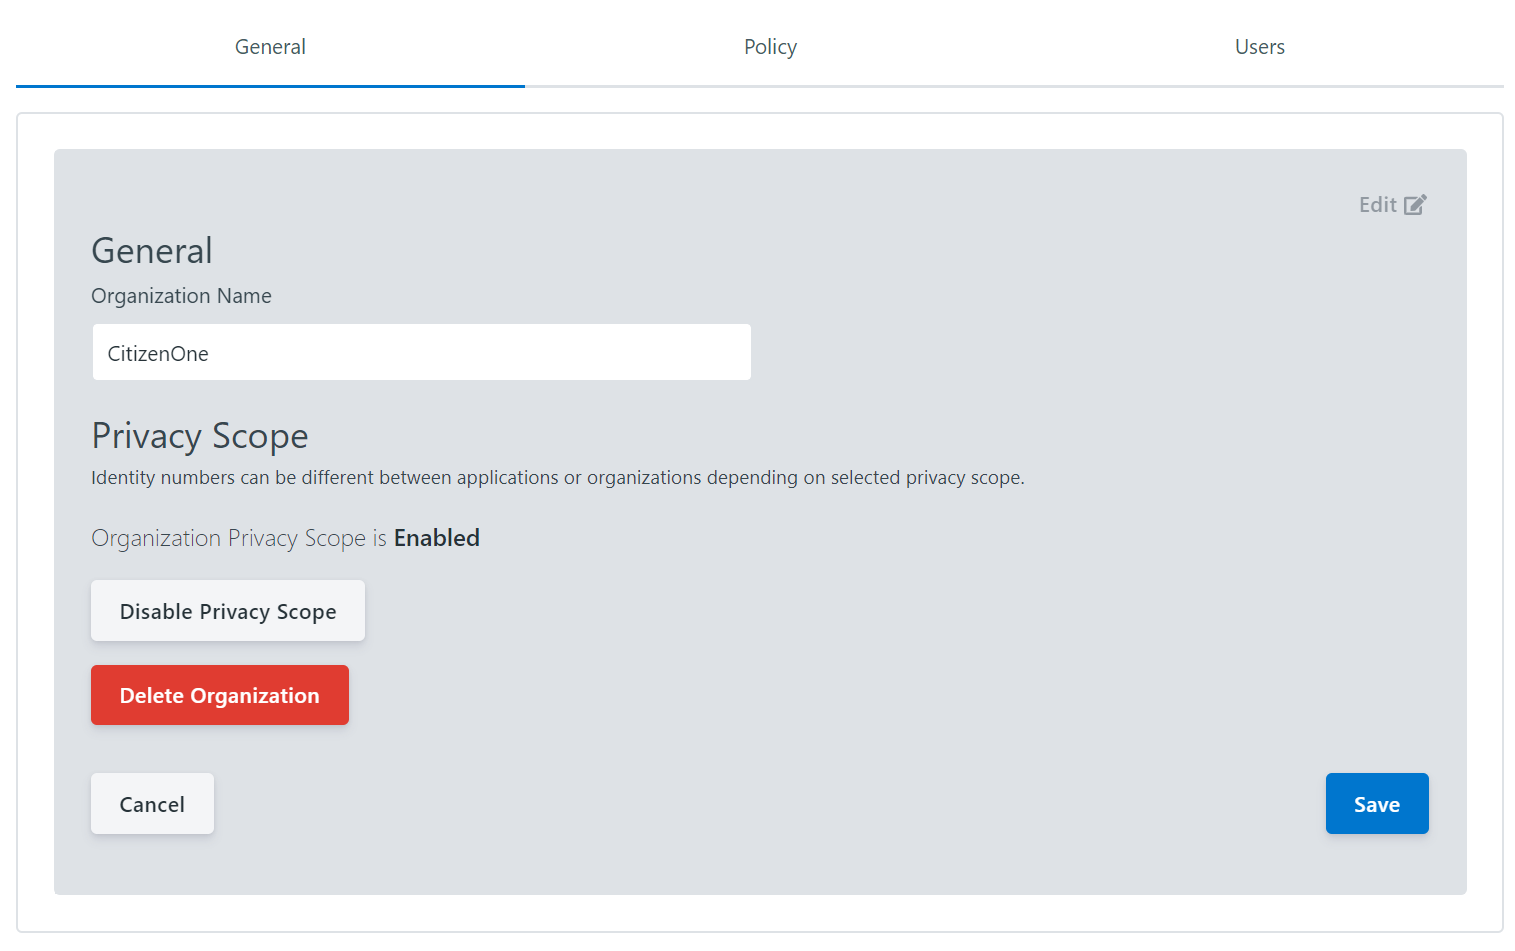 General Policy Users
Edit
General
Organization Name
CitizenOne
Privacy Scope
Identity numbers can be different between applications or organizations depending on selected privacy scope.
Organization Privacy Scope is Enabled
Disable Privacy Scope
Delete Organization
Cancel Save